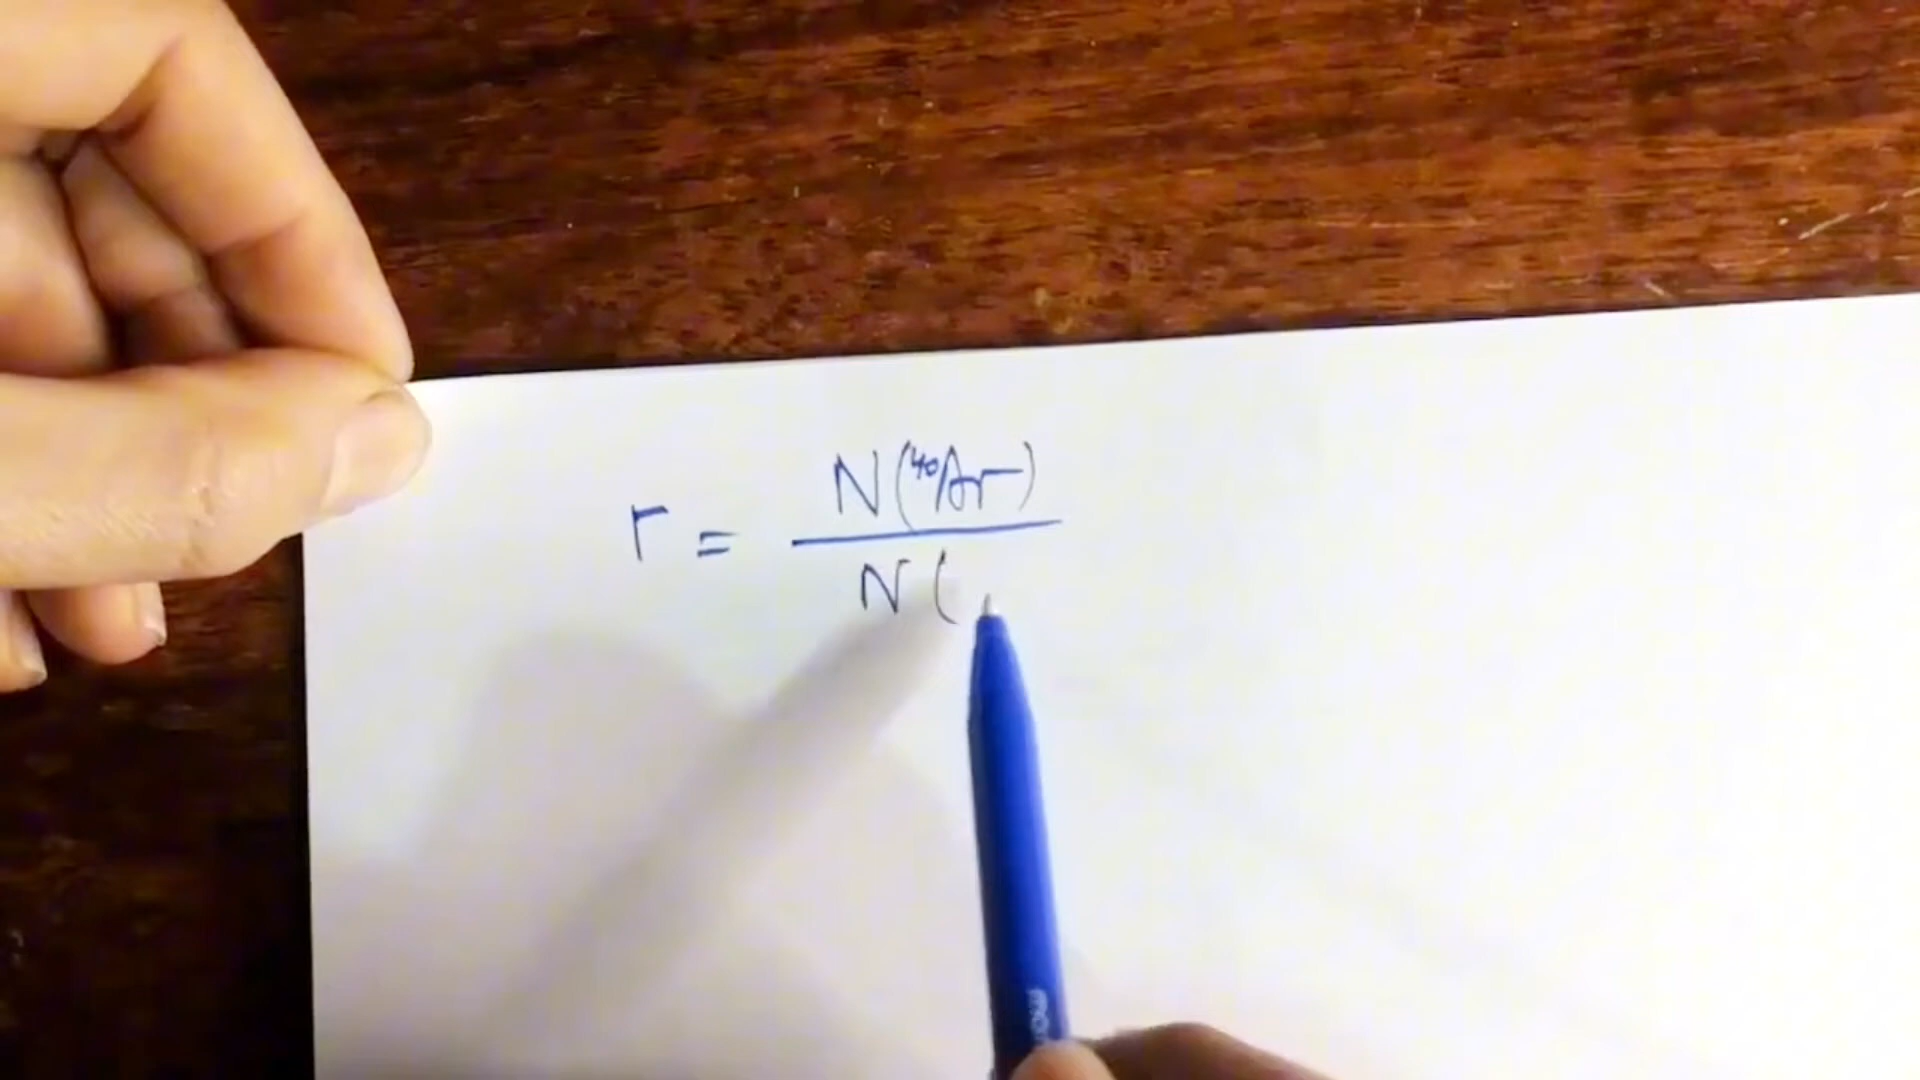 r = N(⁴⁰Ar)
N(